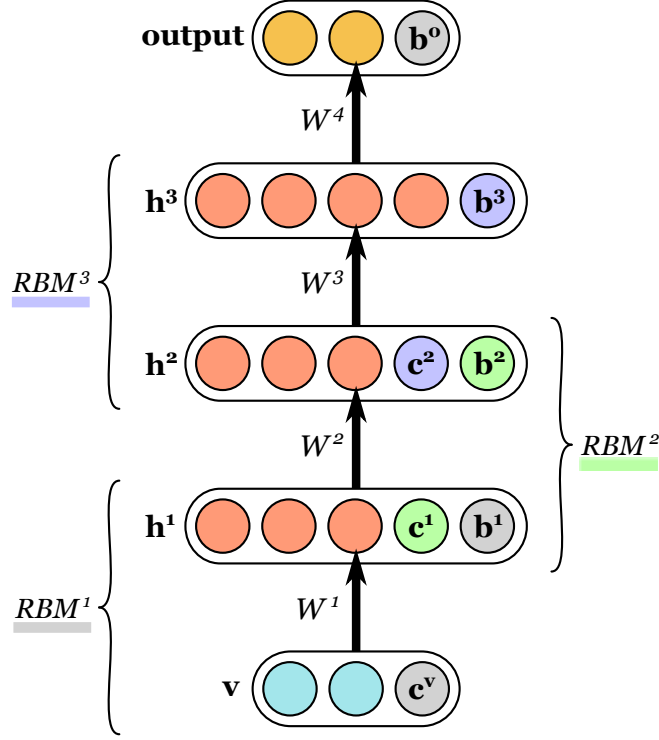 output bᵒ
W⁴
h³ b³
RBM³
W³
h² c² b²
W²
RBM²
h¹ c¹ b¹
RBM¹
W¹
v cᵛ